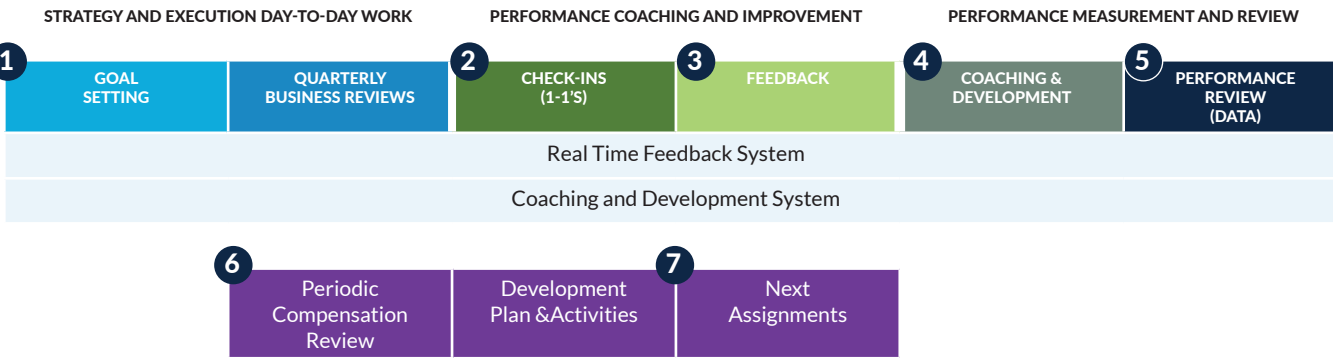 STRATEGY AND EXECUTION DAY-TO-DAY WORK
PERFORMANCE COACHING AND IMPROVEMENT
PERFORMANCE MEASUREMENT AND REVIEW
1
GOAL
SETTING
QUARTERLY
BUSINESS REVIEWS
2
CHECK-INS
(1-1'S)
3
FEEDBACK
4
COACHING &
DEVELOPMENT
5
PERFORMANCE
REVIEW
(DATA)
Real Time Feedback System
Coaching and Development System
6
Periodic
Compensation
Review
Development
Plan &Activities
7
Next
Assignments